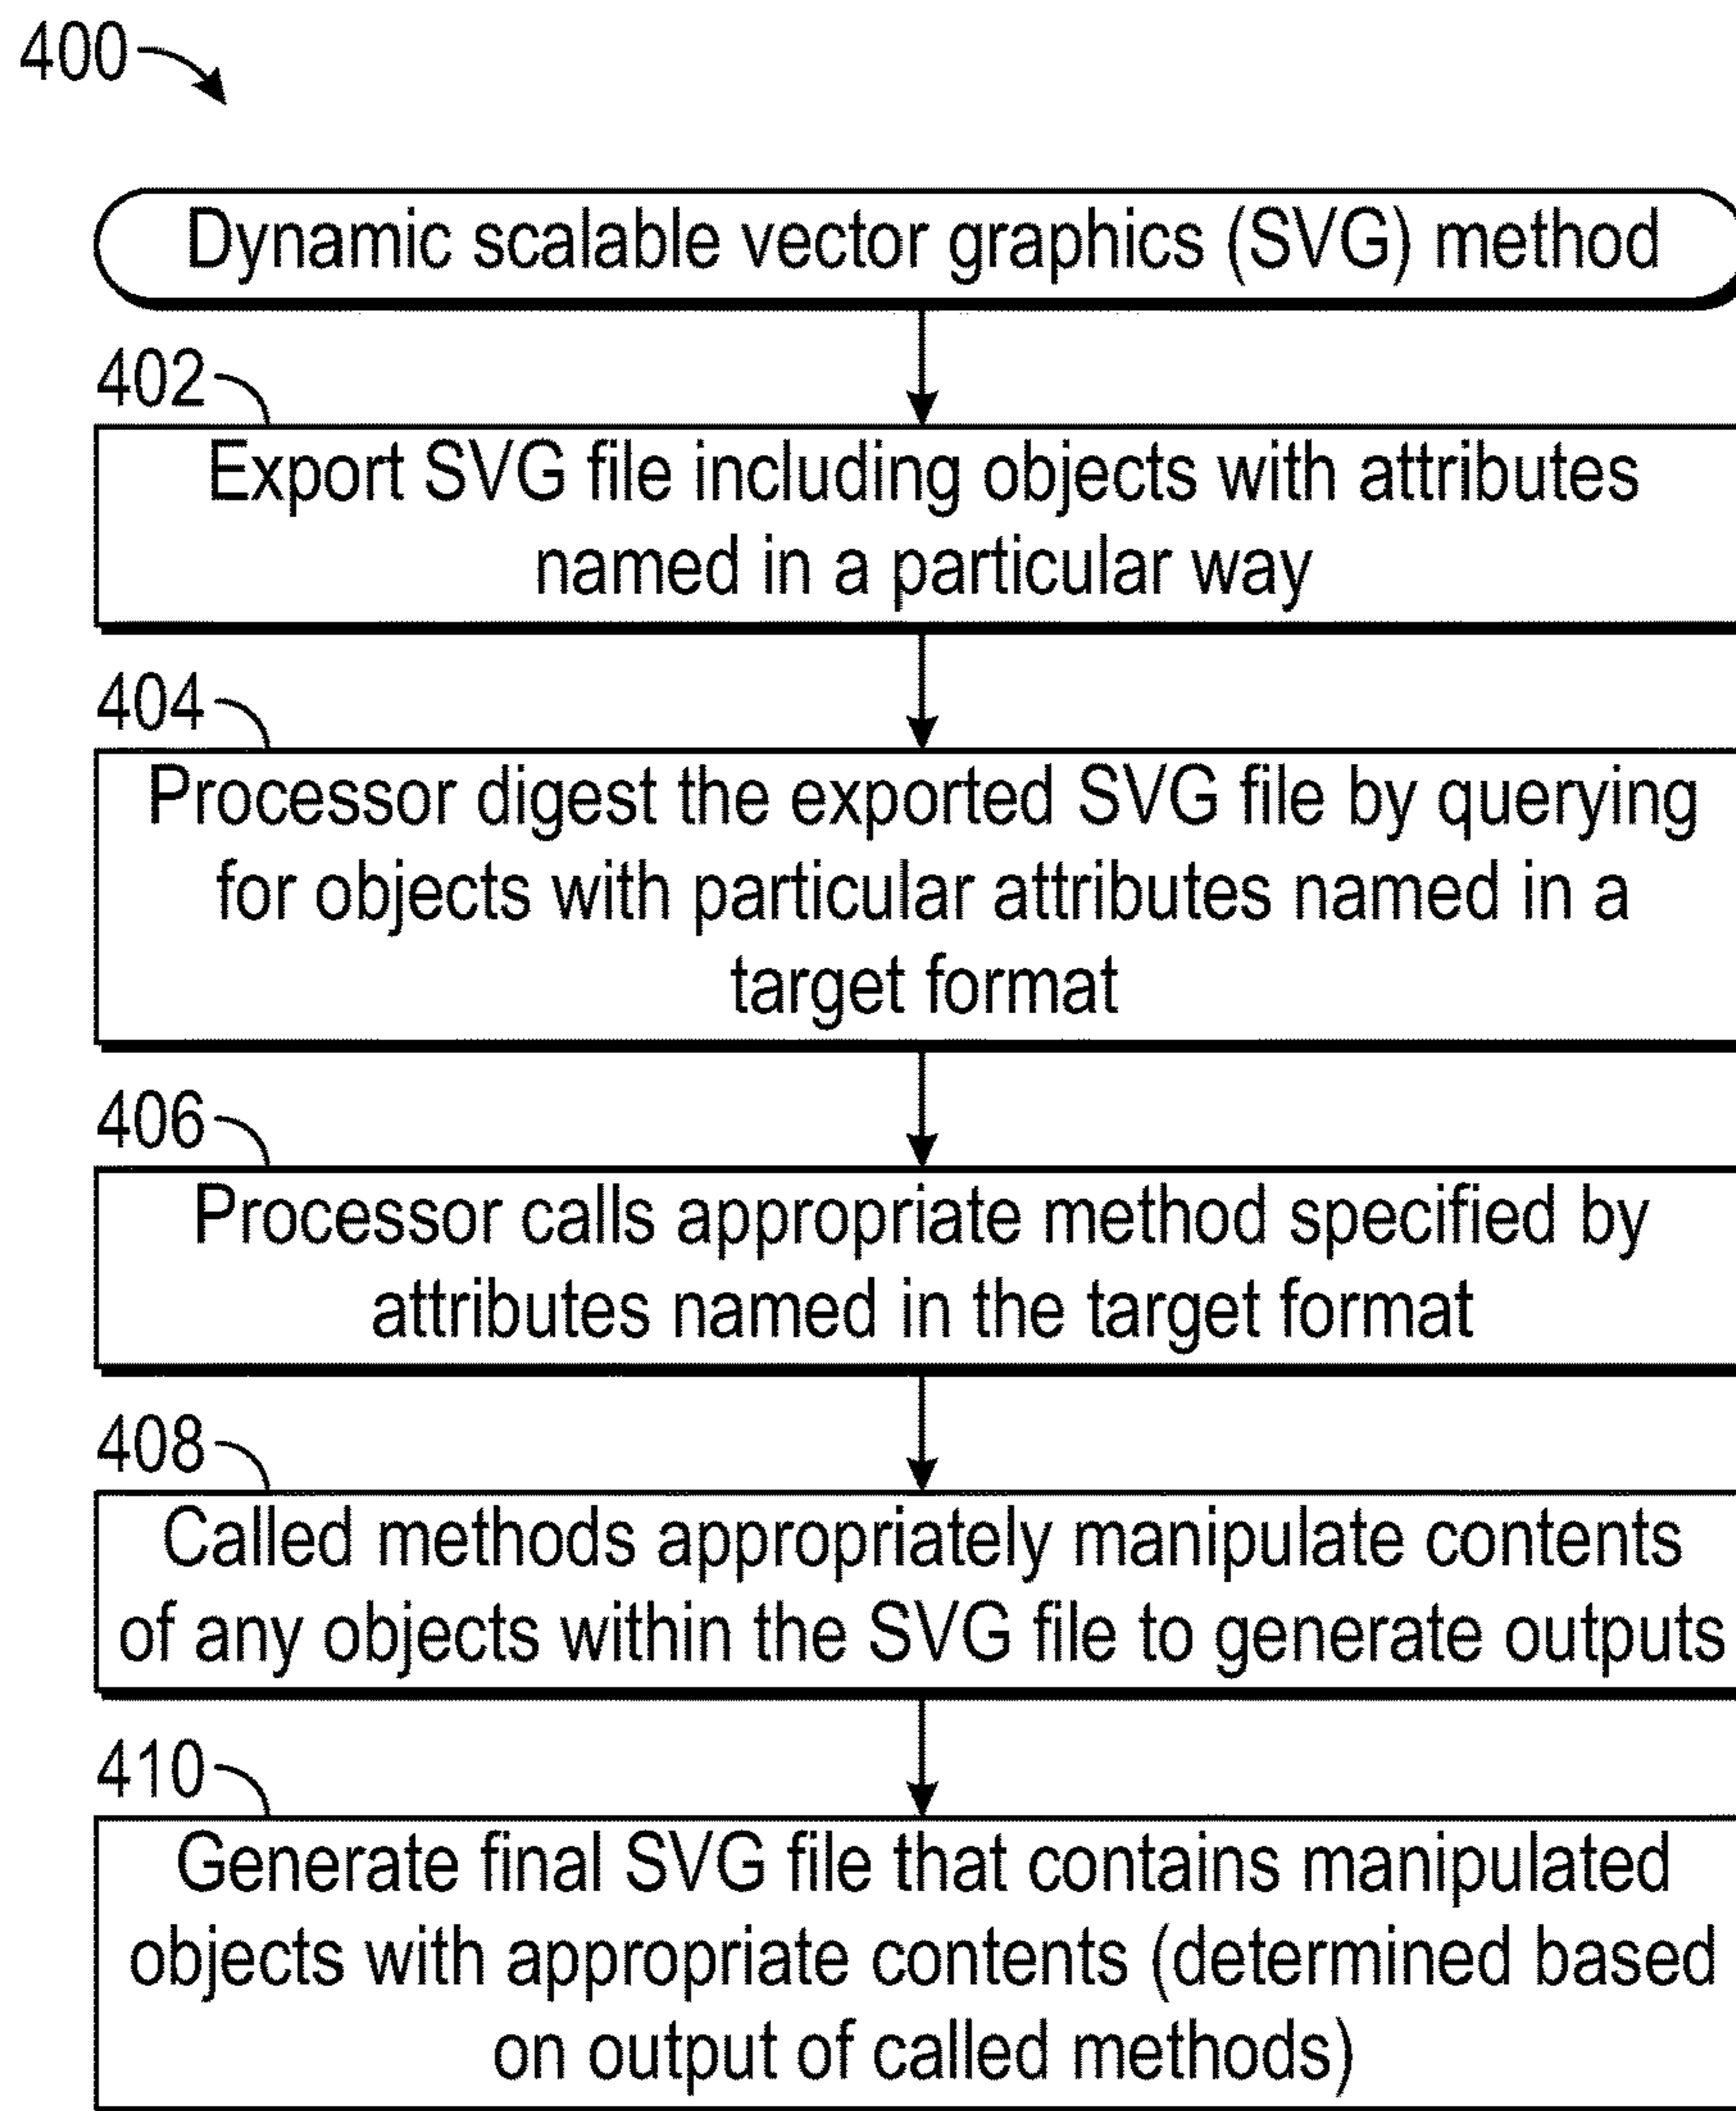 400
Dynamic scalable vector graphics (SVG) method
402
Export SVG file including objects with attributes
named in a particular way
404
Processor digest the exported SVG file by querying
for objects with particular attributes named in a
target format
406
Processor calls appropriate method specified by
attributes named in the target format
408
Called methods appropriately manipulate contents
of any objects within the SVG file to generate outputs
410
Generate final SVG file that contains manipulated
objects with appropriate contents (determined based
on output of called methods)